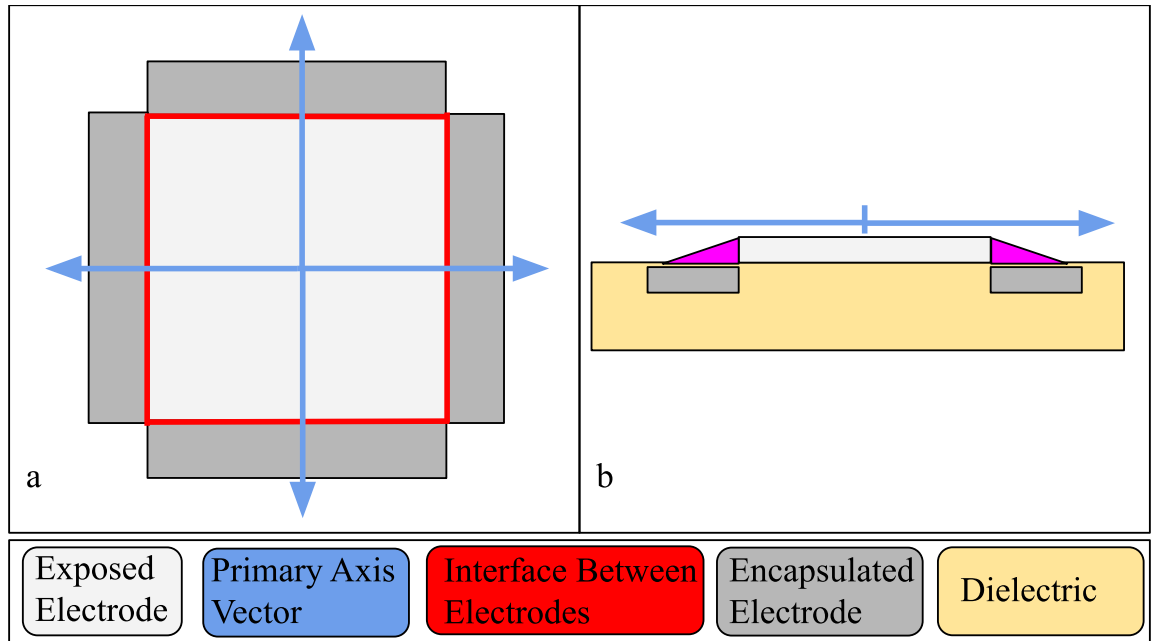 a
b
Exposed
Electrode
Primary Axis
Vector
Interface Between
Electrodes
Encapsulated
Electrode
Dielectric